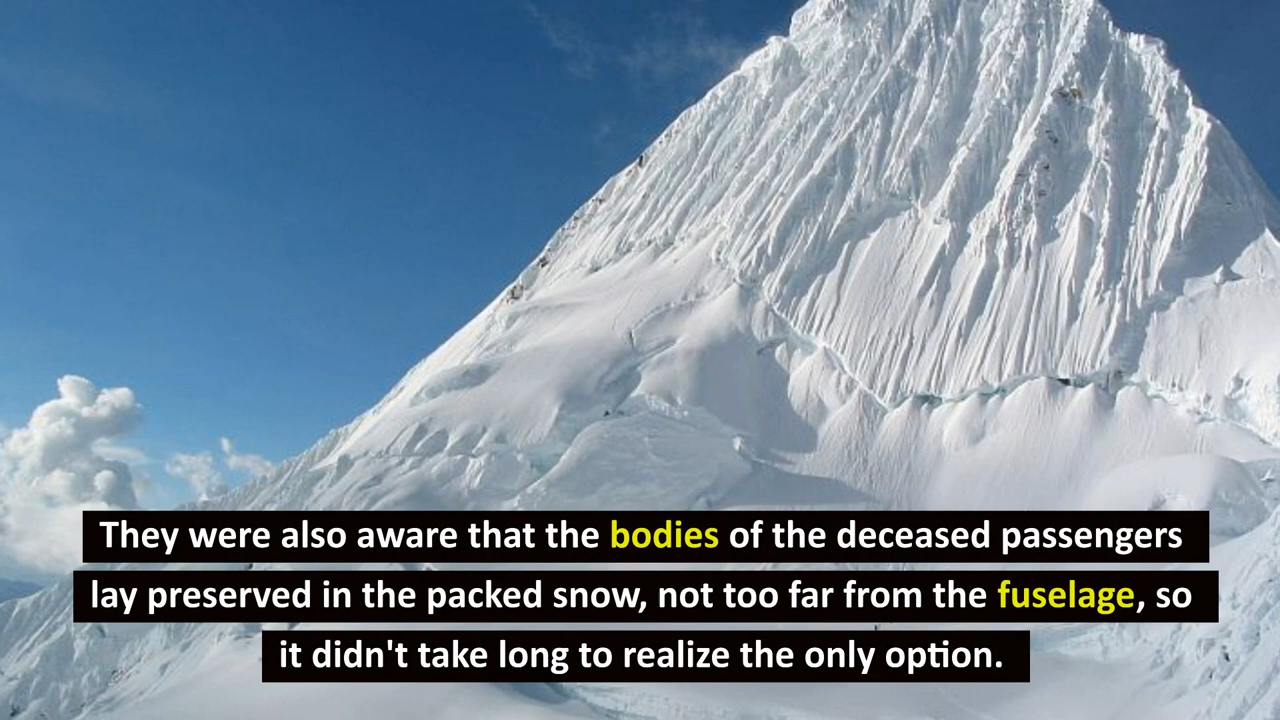 They were also aware that the bodies of the deceased passengers
lay preserved in the packed snow, not too far from the fuselage, so
it didn't take long to realize the only option.